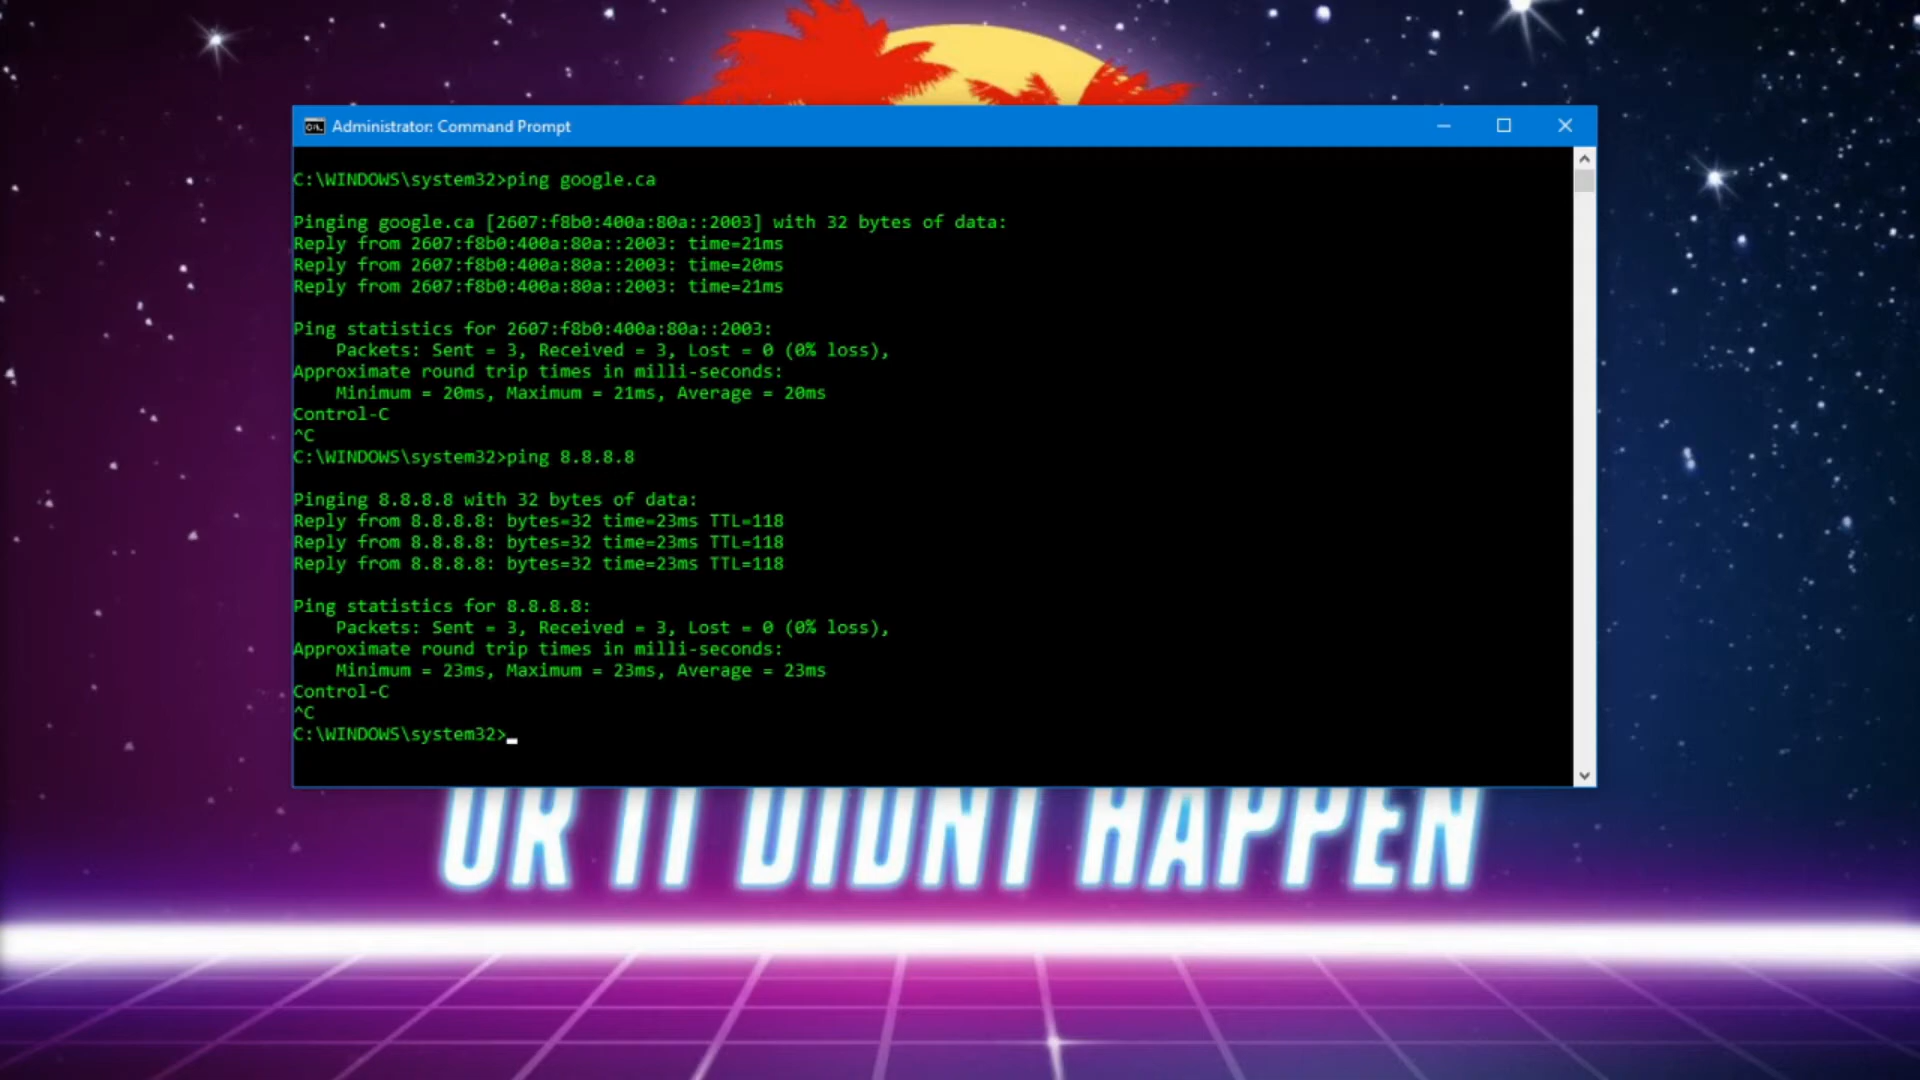 Administrator: Command Prompt
C:\WINDOWS\system32>ping google.ca
Pinging google.ca [2607:f8b0:400a:80a::2003] with 32 bytes of data:
Reply from 2607:f8b0:400a:80a::2003: time=21ms
Reply from 2607:f8b0:400a:80a::2003: time=20ms
Reply from 2607:f8b0:400a:80a::2003: time=21ms
Ping statistics for 2607:f8b0:400a:80a::2003:
Packets: Sent = 3, Received = 3, Lost = 0 (0% loss),
Approximate round trip times in milli-seconds:
Minimum = 20ms, Maximum = 21ms, Average = 20ms
Control-C
^C
C:\WINDOWS\system32>ping 8.8.8.8
Pinging 8.8.8.8 with 32 bytes of data:
Reply from 8.8.8.8: bytes=32 time=23ms TTL=118
Reply from 8.8.8.8: bytes=32 time=23ms TTL=118
Reply from 8.8.8.8: bytes=32 time=23ms TTL=118
Ping statistics for 8.8.8.8:
Packets: Sent = 3, Received = 3, Lost = 0 (0% loss),
Approximate round trip times in milli-seconds:
Minimum = 23ms, Maximum = 23ms, Average = 23ms
Control-C
^C
C:\WINDOWS\system32>
OR IT DIDNT HAPPEN